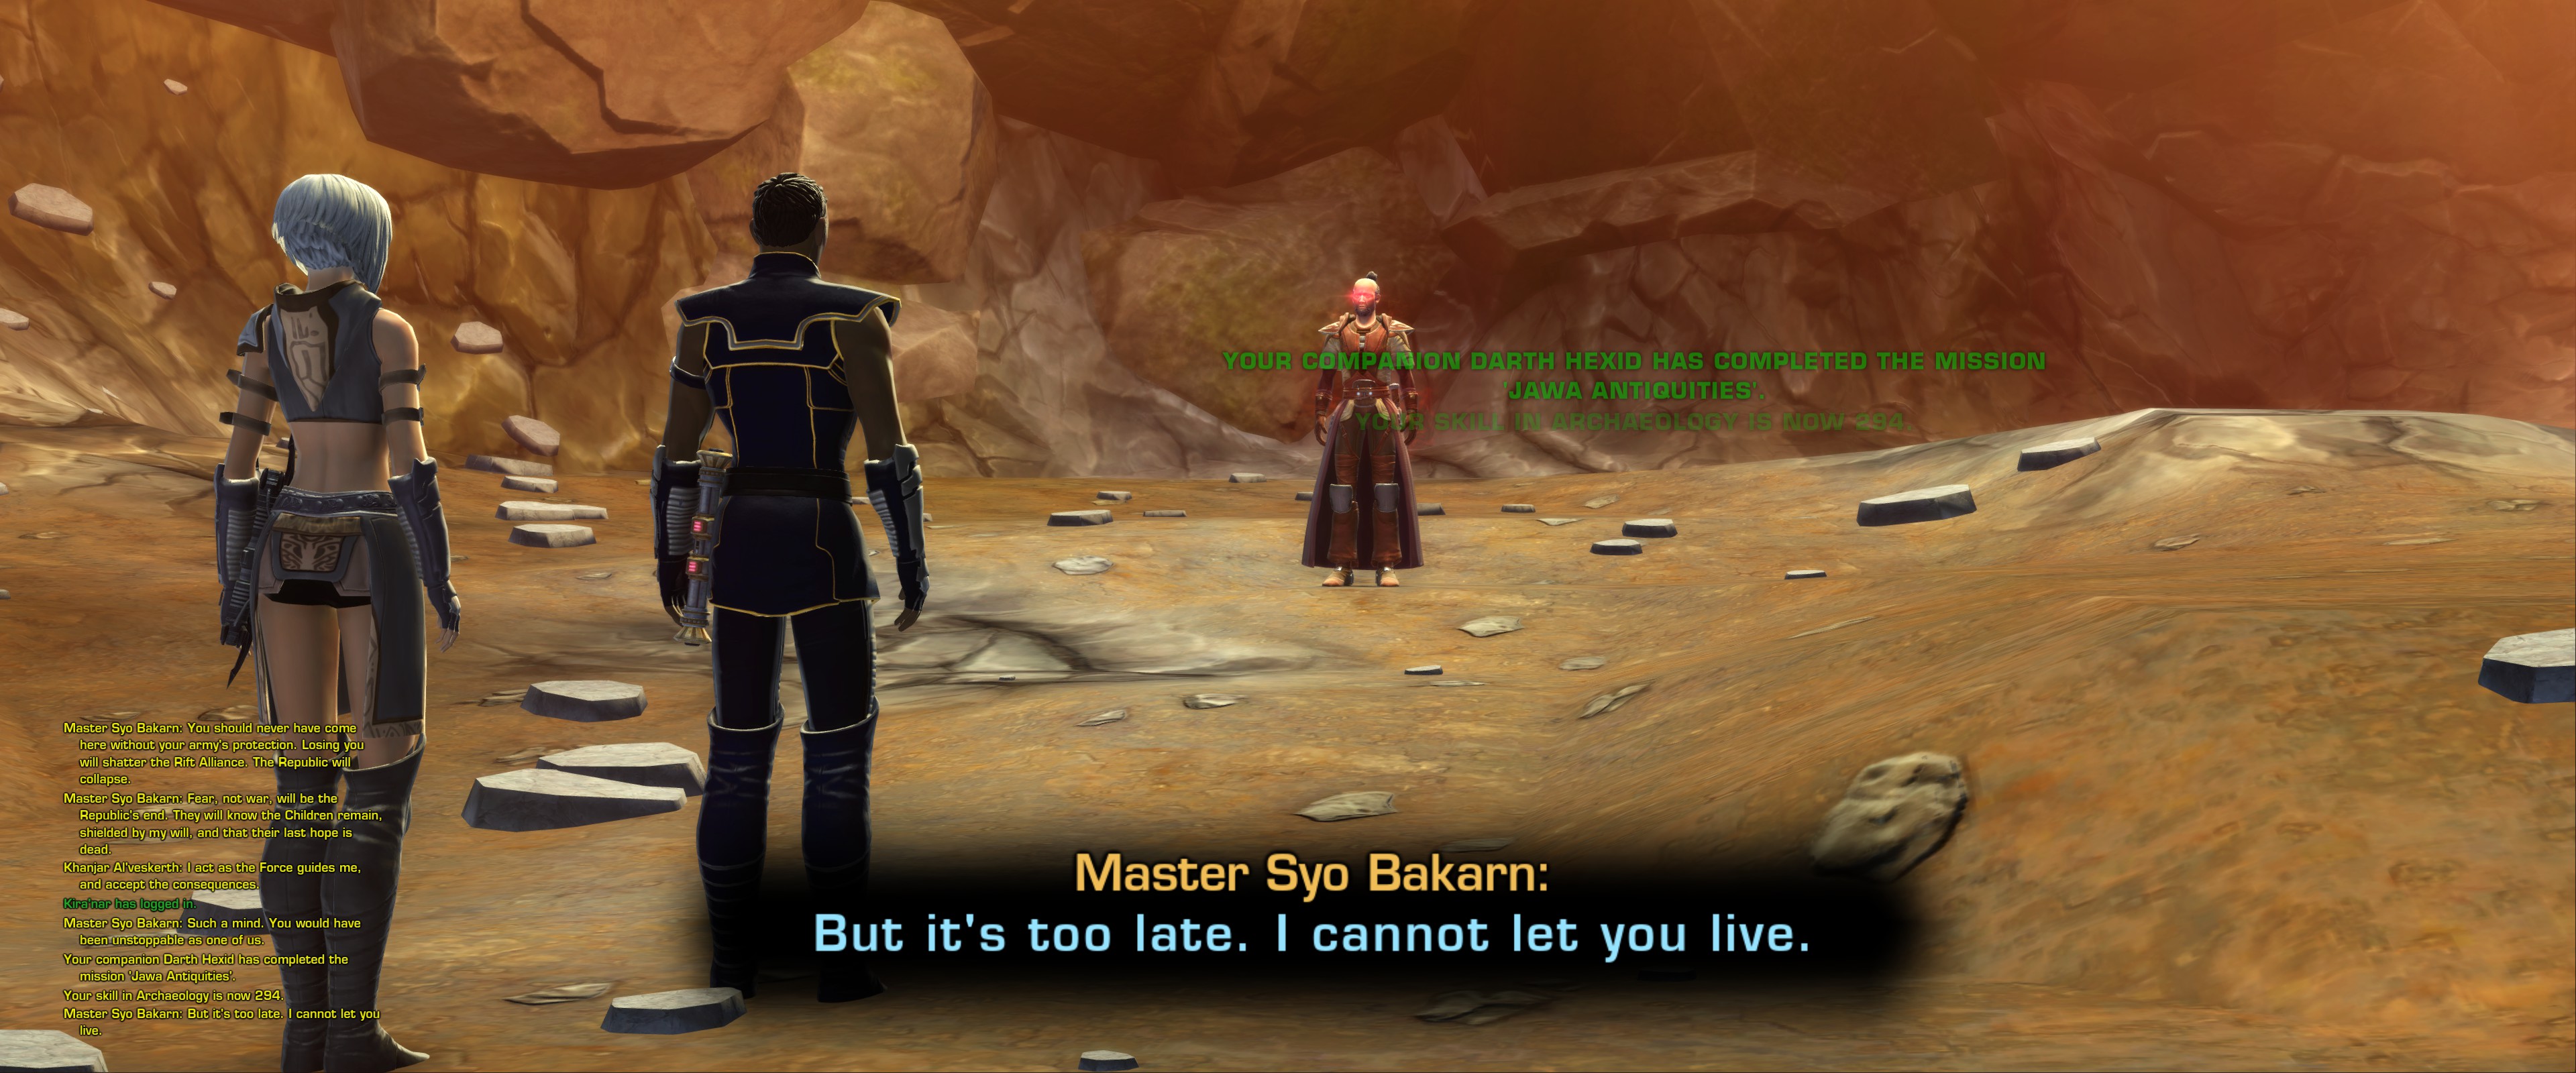 YOUR COMPANION DARTH HEXID HAS COMPLETED THE MISSION
'JAWA ANTIQUITIES'.
YOUR SKILL IN ARCHAEOLOGY IS NOW 294.
Master Syo Bakarn: You should never have come
here without your army's protection. Losing you
will shatter the Rift Alliance. The Republic will
collapse.
Master Syo Bakarn: Fear, not war, will be the
Republic's end. They will know the Children remain,
shielded by my will, and that their last hope is
dead.
Khanjar Al'veskerth: I act as the Force guides me,
and accept the consequences.
Kira'nar has logged in.
Master Syo Bakarn: Such a mind. You would have
been unstoppable as one of us.
Your companion Darth Hexid has completed the
mission 'Jawa Antiquities'.
Your skill in Archaeology is now 294.
Master Syo Bakarn: But it's too late. I cannot let you
live.
Master Syo Bakarn:
But it's too late. I cannot let you live.